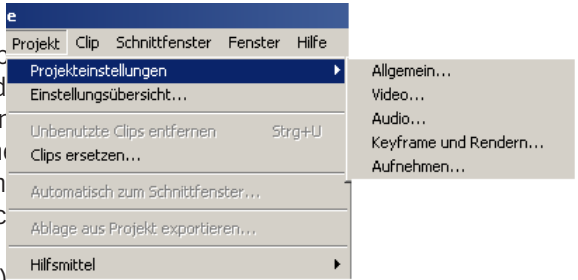 e
Projekt Clip Schnittfenster Fenster Hilfe
Projekteinstellungen
Einstellungsübersicht...
Unbenutzte Clips entfernen Strg+U
Clips ersetzen...
Automatisch zum Schnittfenster...
Ablage aus Projekt exportieren...
Hilfsmittel
Allgemein...
Video...
Audio...
Keyframe und Rendern...
Aufnehmen...